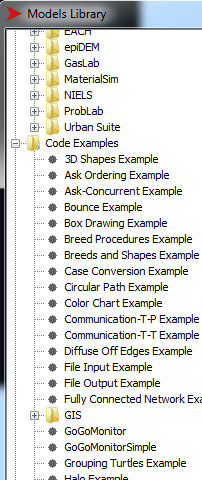 Models Library
EACH
epiDEM
GasLab
MaterialSim
NIELS
ProbLab
Urban Suite
Code Examples
3D Shapes Example
Ask Ordering Example
Ask-Concurrent Example
Bounce Example
Box Drawing Example
Breed Procedures Example
Breeds and Shapes Example
Case Conversion Example
Circular Path Example
Color Chart Example
Communication-T-P Example
Communication-T-T Example
Diffuse Off Edges Example
File Input Example
File Output Example
Fully Connected Network Exa
GIS
GoGoMonitor
GoGoMonitorSimple
Grouping Turtles Example
Halo Example